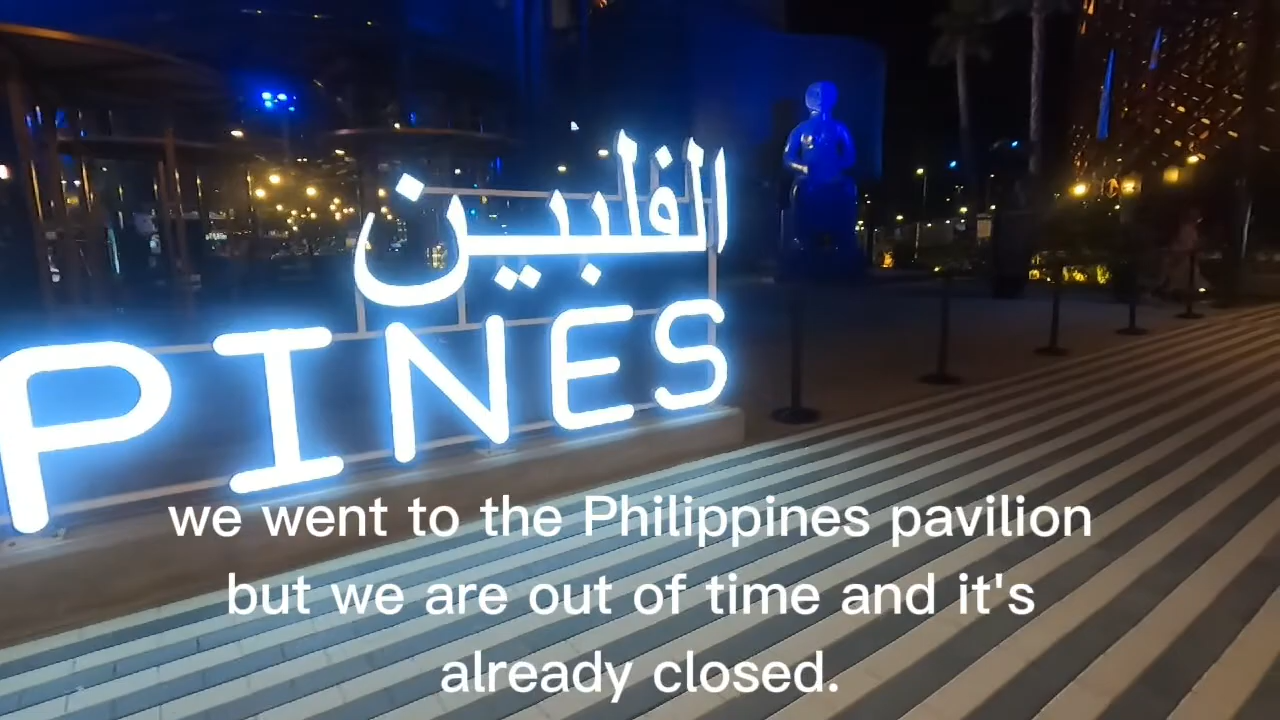 الفلبين
PINES
we went to the Philippines pavilion
but we are out of time and it's
already closed.